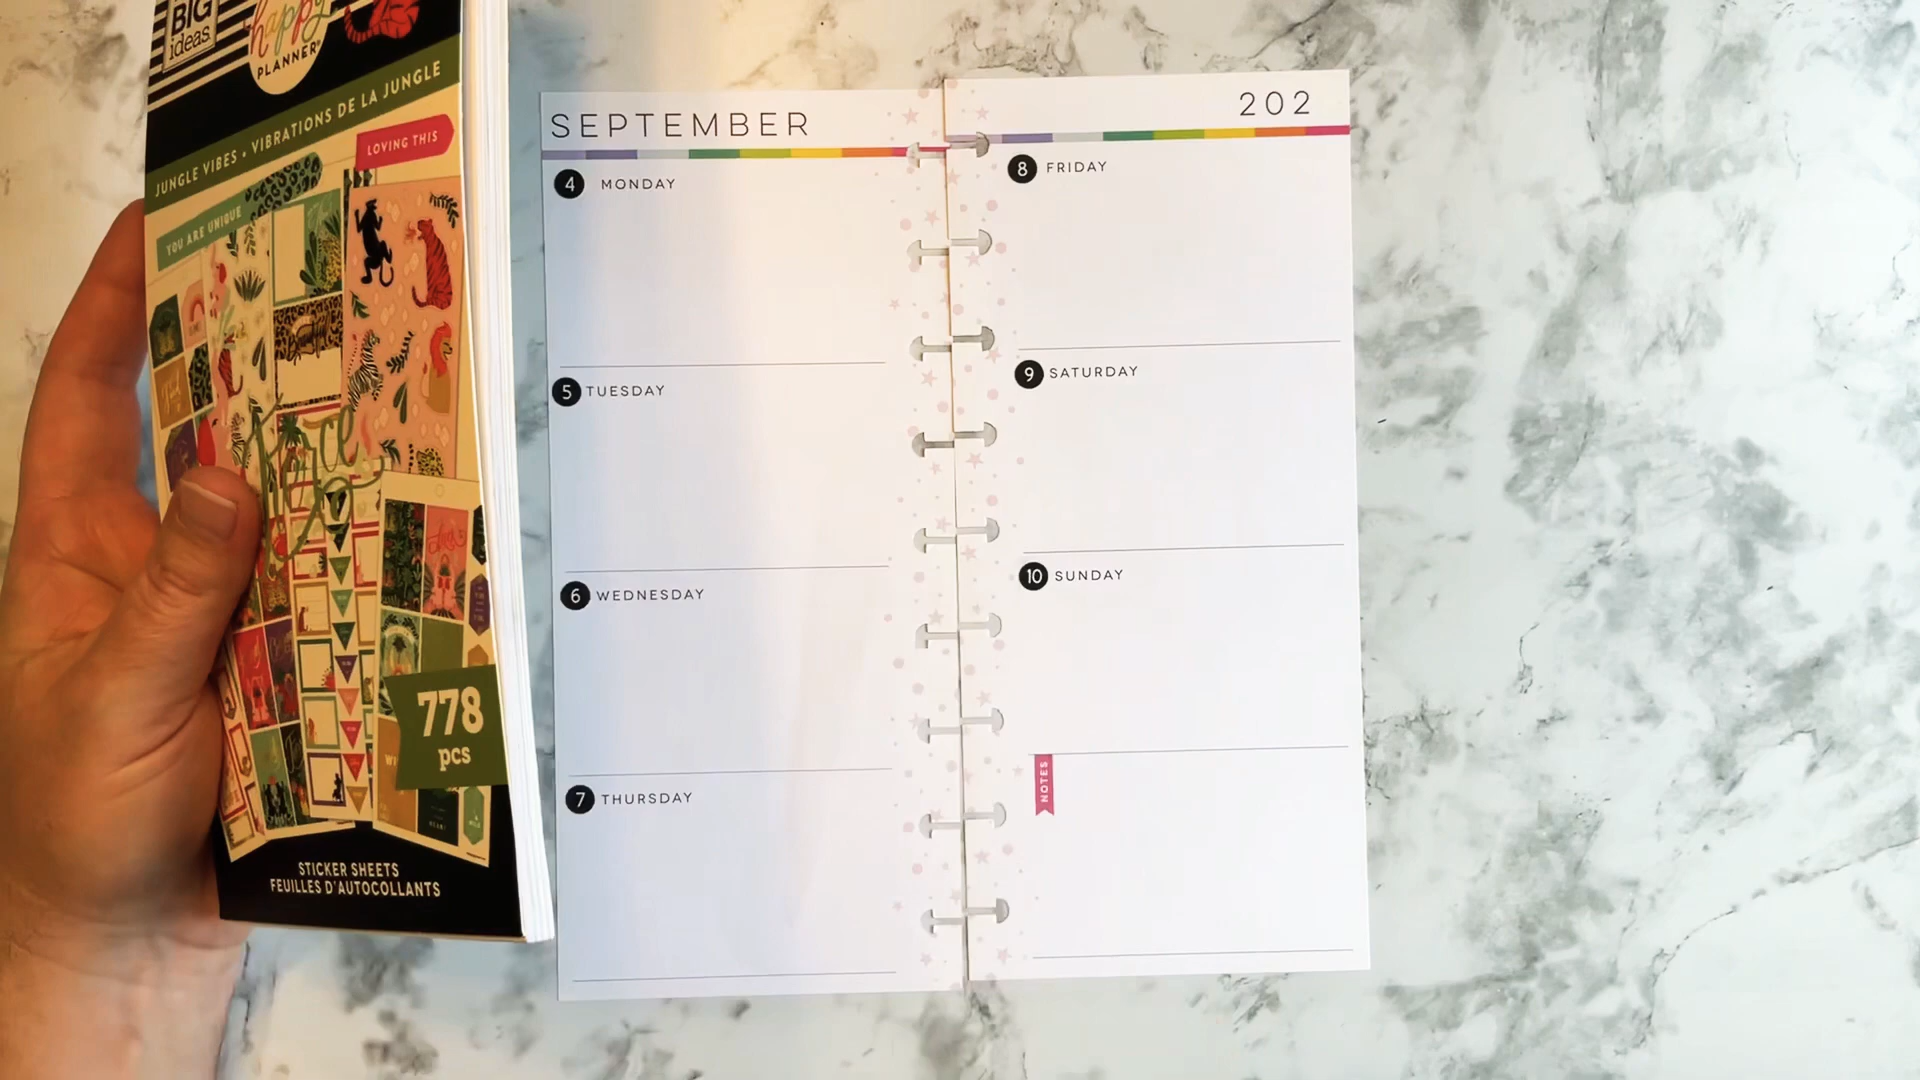 BIG
ideas
happy
PLANNER®
JUNGLE VIBES • VIBRATIONS DE LA JUNGLE
LOVING THIS
YOU ARE UNIQUE
778
pcs
STICKER SHEETS
FEUILLES D'AUTOCOLLANTS
SEPTEMBER
4 MONDAY
5 TUESDAY
6 WEDNESDAY
7 THURSDAY
202
8 FRIDAY
9 SATURDAY
10 SUNDAY
NOTES